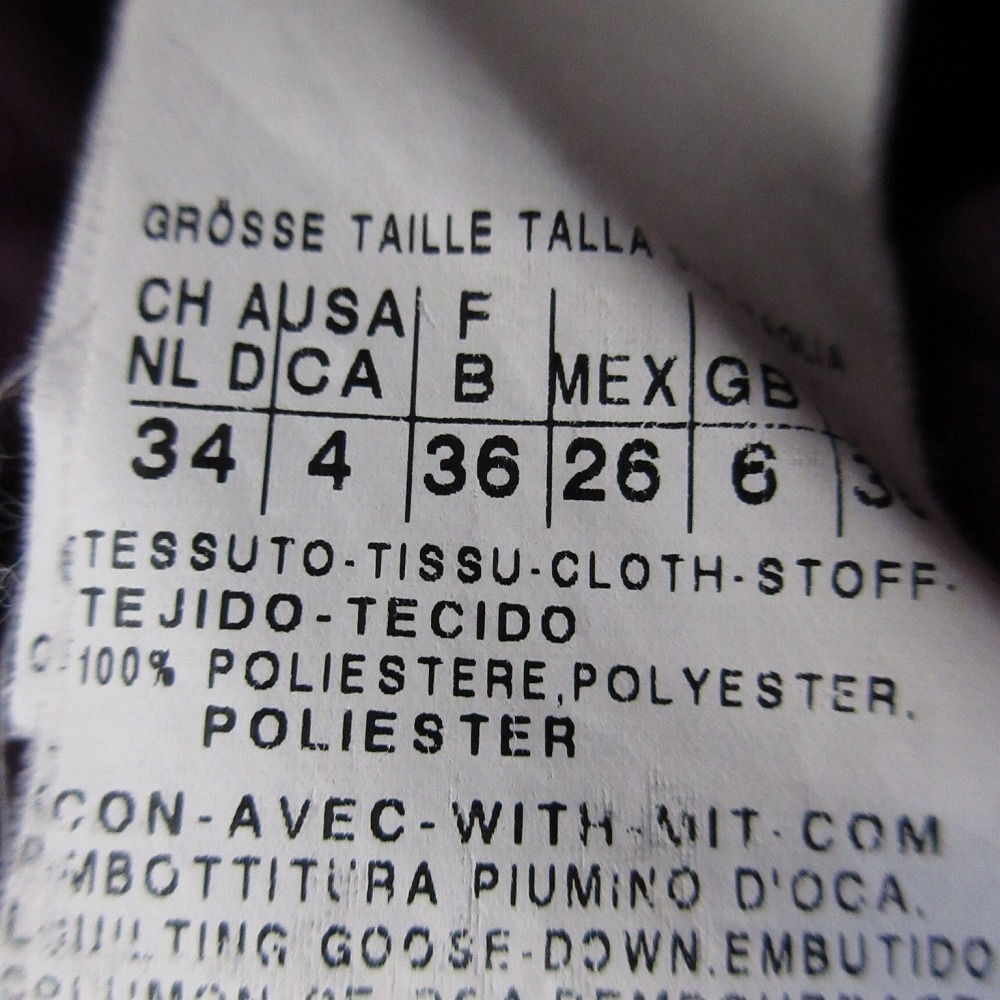 GRÖSSE TAILLE TALLA
CH A USA F
NL D CA B MEX GB
34 4 36 26 6
TESSUTO-TISSU-CLOTH-STOFF-
TEJIDO-TECIDO
100% POLIESTERE,POLYESTER.
POLIESTER
CON-AVEC-WITH-MIT-COM
PIUMINO D'OCA.
GOOSE-DOWN.EMBUTIDO